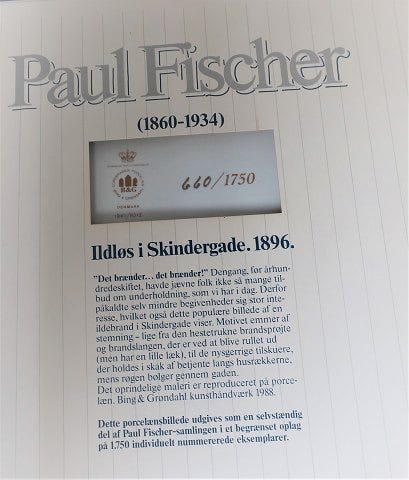 Paul Fischer
(1860-1934)
B&G
DENMARK
660/1750
Ildløs i Skindergade. 1896.
"Det brænder... det brænder!" Dengang, før århun-
dredeskiftet, havde jævne folk ikke så mange til-
bud om underholdning, som vi har i dag. Derfor
påkaldte selv mindre begivenheder sig stor inte-
resse, hvilket også dette populære billede af en
ildebrand i Skindergade viser. Motivet emmer af
stemning - lige fra den hestetrukne brandsprøjte
og brandslangen, der er ved at blive rullet ud
(men har en lille læk), til de nysgerrige tilskuere,
der holdes i skak af betjente langs husrækkerne,
mens røgen bølger gennem gaden.
Det oprindelige maleri er reproduceret på porce-
læn. Bing & Grøndahl kunsthåndværk 1988.
Dette porcelænsbillede udgives som en selvstændig
del af Paul Fischer-samlingen i et begrænset oplag
på 1.750 individuelt nummererede eksemplarer.